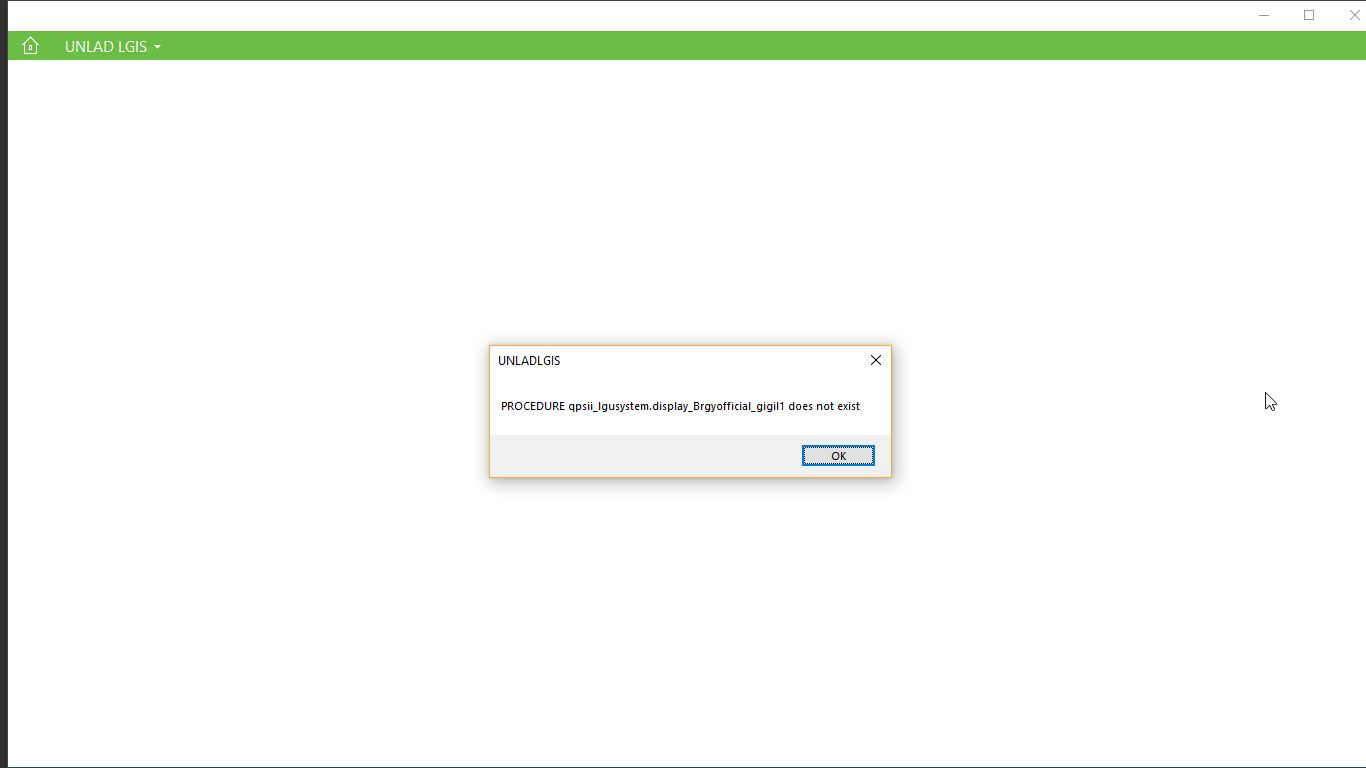 UNLAD LGIS
UNLADLGIS
PROCEDURE qpsii_lgusystem.display_Brgyofficial_gigil1 does not exist
OK